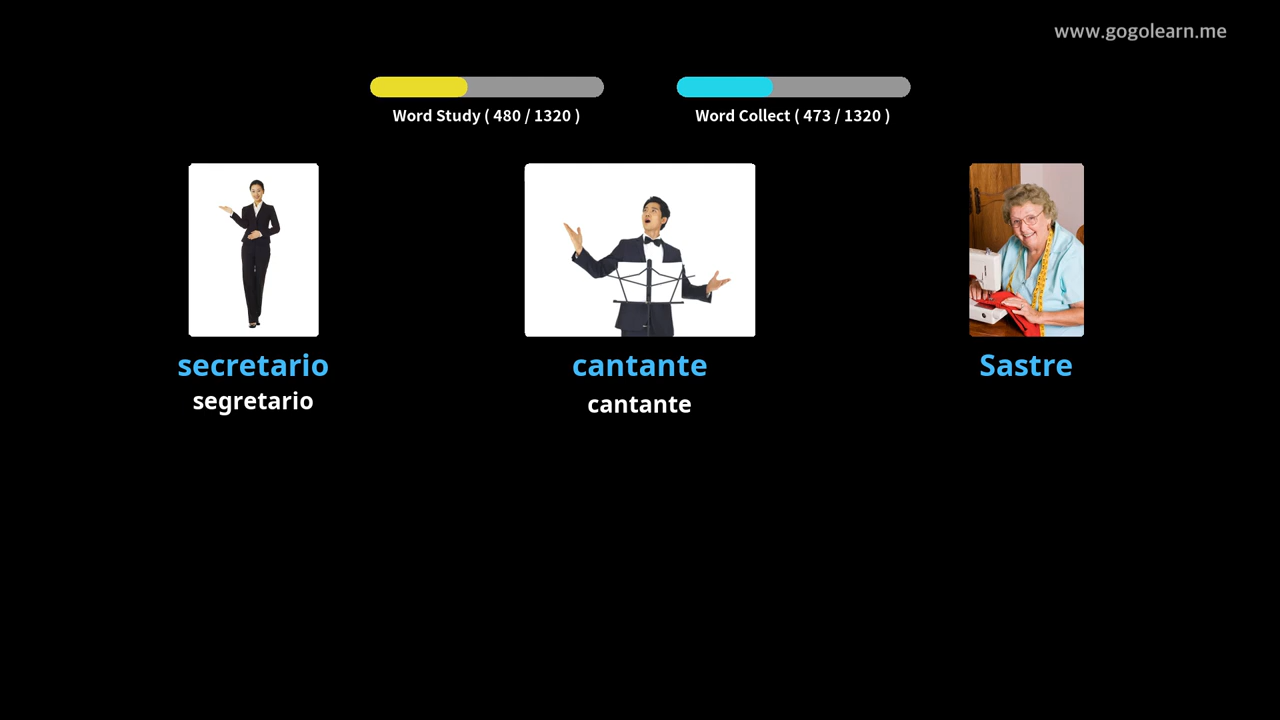 www.gogolearn.me
Word Study ( 480 / 1320 )
Word Collect ( 473 / 1320 )
secretario
segretario
cantante
cantante
Sastre